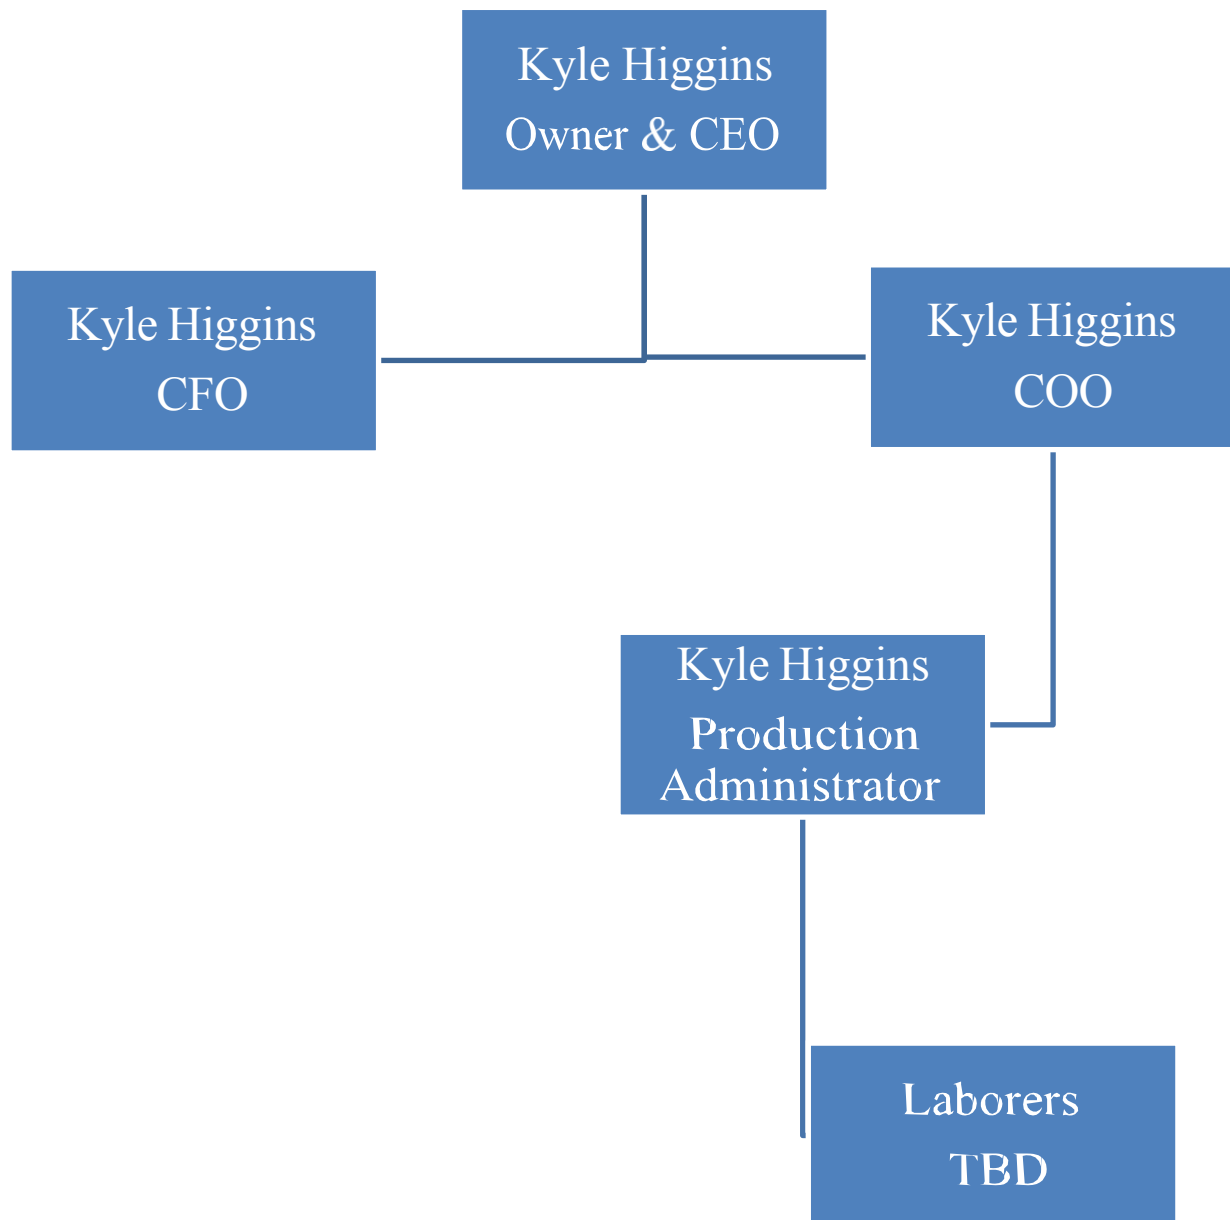 Kyle Higgins
Owner & CEO
Kyle Higgins
CFO
Kyle Higgins
COO
Kyle Higgins
Production
Administrator
Laborers
TBD